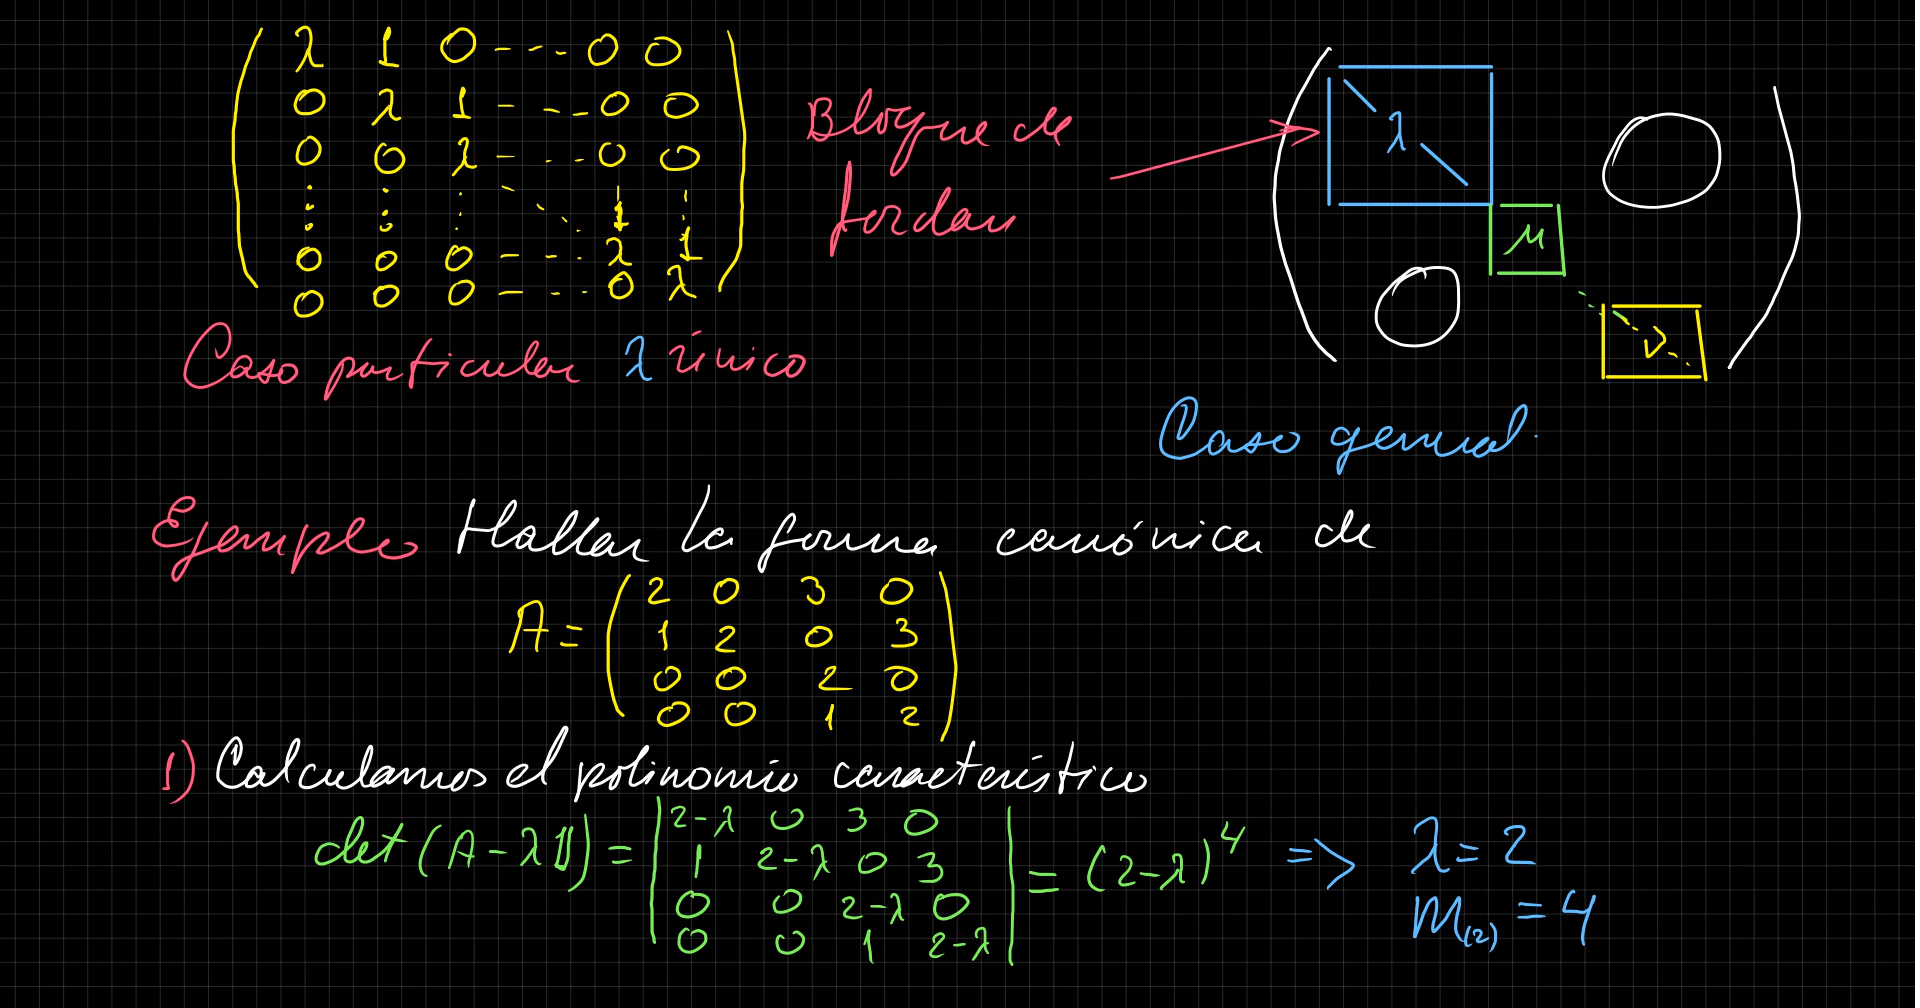 λ 1 0 - - - 0 0
0 λ 1 - - - 0 0
0 0 λ - - - 0 0
⋮ ⋮ ⋮ ⋱ 1 ⋮
0 0 0 - - - λ 1
0 0 0 - - - 0 λ
Bloque de
Jordan
λ
μ
ν
Caso particular λ único
Caso general.
Ejemplo Hallar la forma canónica de
A = ( 2 0 3 0
1 2 0 3
0 0 2 0
0 0 1 2 )
1) Calculamos el polinomio característico
det(A-λ𝟙) = | 2-λ 0 3 0
1 2-λ 0 3
0 0 2-λ 0
0 0 1 2-λ | = (2-λ)⁴ => λ=2
m₍₂₎=4